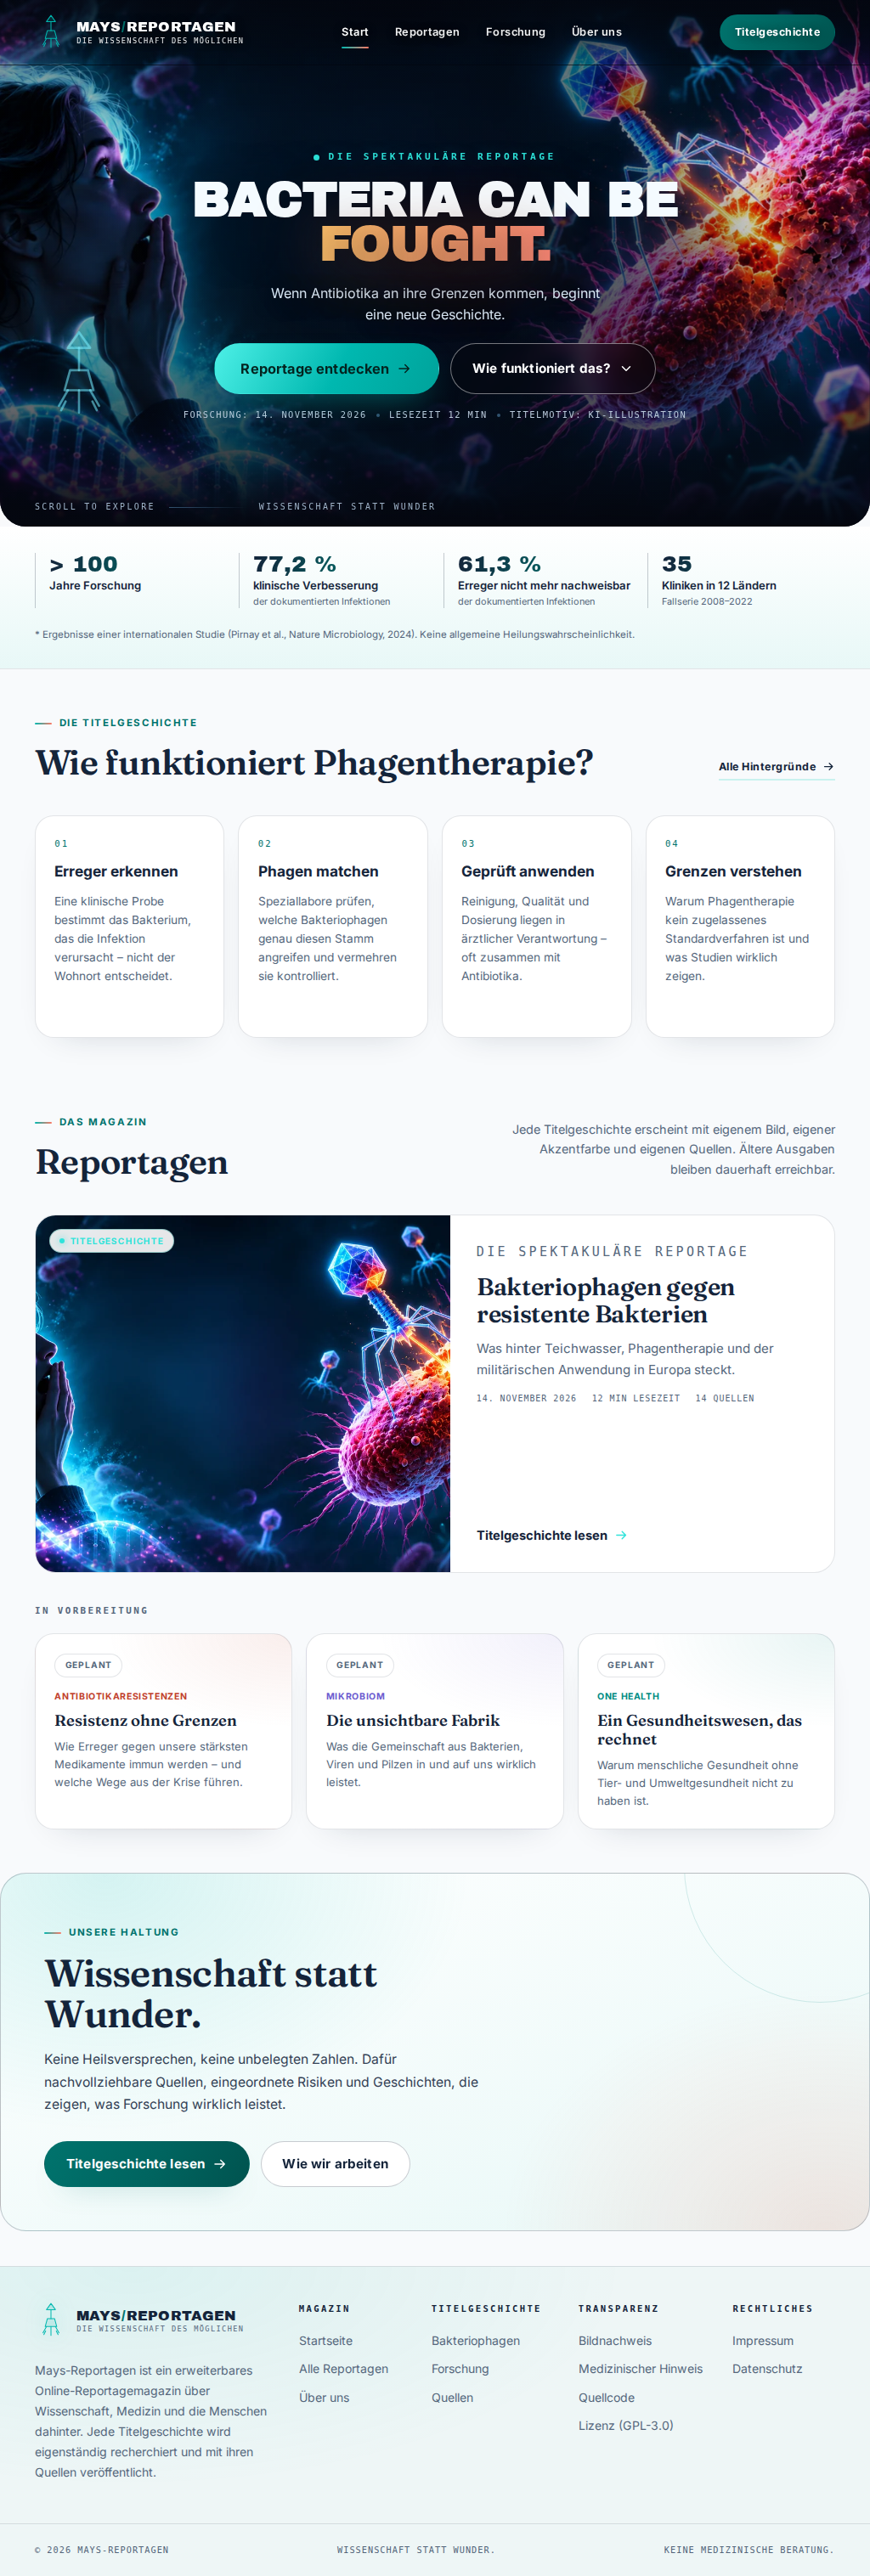 MAYS/REPORTAGEN
DIE WISSENSCHAFT DES MÖGLICHEN
Start
Reportagen
Forschung
Über uns
Titelgeschichte
DIE SPEKTAKULÄRE REPORTAGE
BACTERIA CAN BE
FOUGHT.
Wenn Antibiotika an ihre Grenzen kommen, beginnt
eine neue Geschichte.
Reportage entdecken →
Wie funktioniert das?
FORSCHUNG: 14. NOVEMBER 2026 • LESEZEIT 12 MIN • TITELMOTIV: KI-ILLUSTRATION
SCROLL TO EXPLORE
WISSENSCHAFT STATT WUNDER
> 100
Jahre Forschung
77,2 %
klinische Verbesserung
der dokumentierten Infektionen
61,3 %
Erreger nicht mehr nachweisbar
der dokumentierten Infektionen
35
Kliniken in 12 Ländern
Fallserie 2008–2022
* Ergebnisse einer internationalen Studie (Pirnay et al., Nature Microbiology, 2024). Keine allgemeine Heilungswahrscheinlichkeit.
DIE TITELGESCHICHTE
Wie funktioniert Phagentherapie?
Alle Hintergründe →
01
Erreger erkennen
Eine klinische Probe
bestimmt das Bakterium,
das die Infektion
verursacht – nicht der
Wohnort entscheidet.
02
Phagen matchen
Speziallabore prüfen,
welche Bakteriophagen
genau diesen Stamm
angreifen und vermehren
sie kontrolliert.
03
Geprüft anwenden
Reinigung, Qualität und
Dosierung liegen in
ärztlicher Verantwortung –
oft zusammen mit
Antibiotika.
04
Grenzen verstehen
Warum Phagentherapie
kein zugelassenes
Standardverfahren ist und
was Studien wirklich
zeigen.
DAS MAGAZIN
Reportagen
Jede Titelgeschichte erscheint mit eigenem Bild, eigener
Akzentfarbe und eigenen Quellen. Ältere Ausgaben
bleiben dauerhaft erreichbar.
TITELGESCHICHTE
DIE SPEKTAKULÄRE REPORTAGE
Bakteriophagen gegen
resistente Bakterien
Was hinter Teichwasser, Phagentherapie und der
militärischen Anwendung in Europa steckt.
14. NOVEMBER 2026 12 MIN LESEZEIT 14 QUELLEN
Titelgeschichte lesen →
IN VORBEREITUNG
GEPLANT
ANTIBIOTIKARESISTENZEN
Resistenz ohne Grenzen
Wie Erreger gegen unsere stärksten
Medikamente immun werden – und
welche Wege aus der Krise führen.
GEPLANT
MIKROBIOM
Die unsichtbare Fabrik
Was die Gemeinschaft aus Bakterien,
Viren und Pilzen in und auf uns wirklich
leistet.
GEPLANT
ONE HEALTH
Ein Gesundheitswesen, das
rechnet
Warum menschliche Gesundheit ohne
Tier- und Umweltgesundheit nicht zu
haben ist.
UNSERE HALTUNG
Wissenschaft statt
Wunder.
Keine Heilsversprechen, keine unbelegten Zahlen. Dafür
nachvollziehbare Quellen, eingeordnete Risiken und Geschichten, die
zeigen, was Forschung wirklich leistet.
Titelgeschichte lesen →
Wie wir arbeiten
MAYS/REPORTAGEN
DIE WISSENSCHAFT DES MÖGLICHEN
Mays-Reportagen ist ein erweiterbares
Online-Reportagemagazin über
Wissenschaft, Medizin und die Menschen
dahinter. Jede Titelgeschichte wird
eigenständig recherchiert und mit ihren
Quellen veröffentlicht.
MAGAZIN
Startseite
Alle Reportagen
Über uns
TITELGESCHICHTE
Bakteriophagen
Forschung
Quellen
TRANSPARENZ
Bildnachweis
Medizinischer Hinweis
Quellcode
Lizenz (GPL-3.0)
RECHTLICHES
Impressum
Datenschutz
© 2026 MAYS-REPORTAGEN
WISSENSCHAFT STATT WUNDER.
KEINE MEDIZINISCHE BERATUNG.